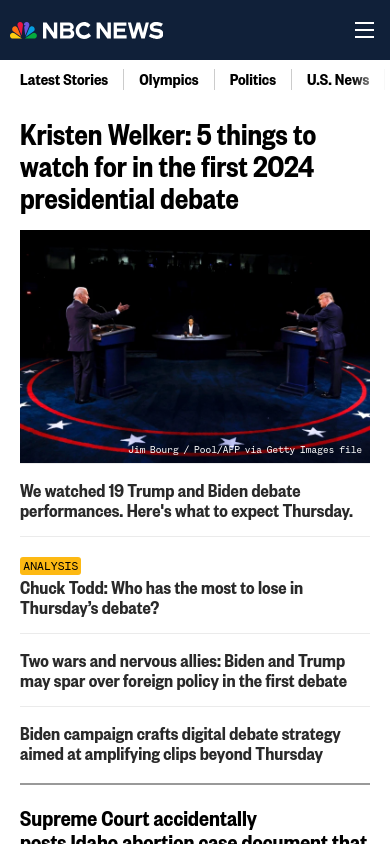 NBC NEWS
Latest Stories
Olympics
Politics
U.S. News
Kristen Welker: 5 things to
watch for in the first 2024
presidential debate
Jim Bourg / Pool/AFP via Getty Images file
We watched 19 Trump and Biden debate
performances. Here's what to expect Thursday.
ANALYSIS
Chuck Todd: Who has the most to lose in
Thursday’s debate?
Two wars and nervous allies: Biden and Trump
may spar over foreign policy in the first debate
Biden campaign crafts digital debate strategy
aimed at amplifying clips beyond Thursday
Supreme Court accidentally
posts Idaho abortion case document that